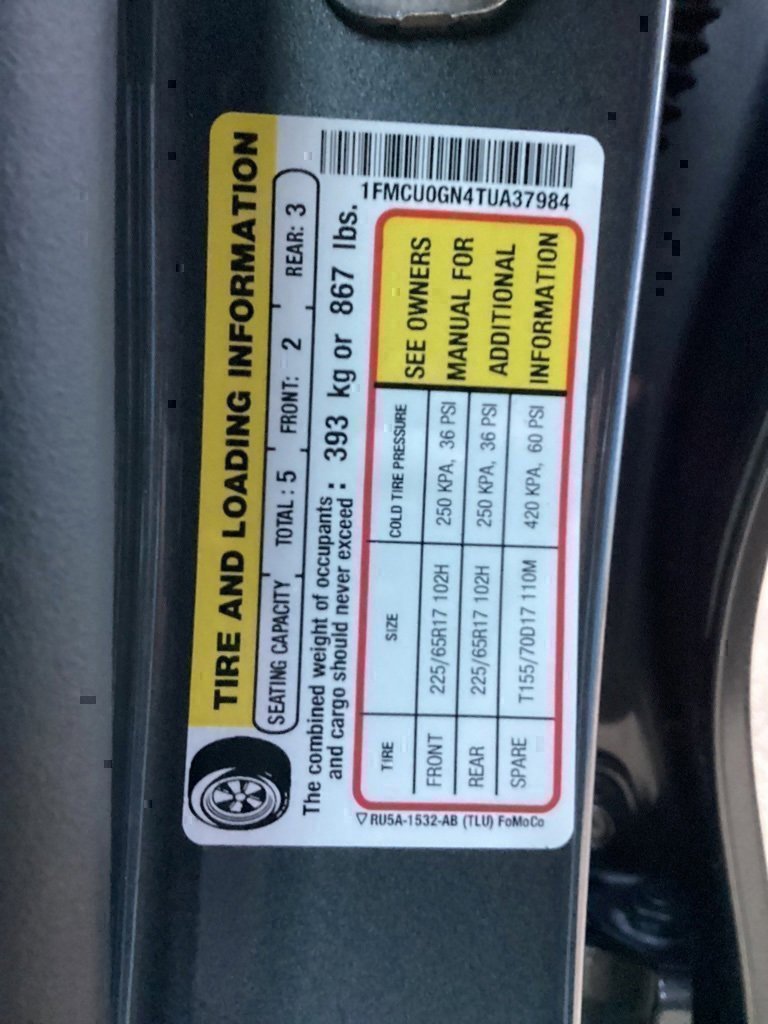 TIRE AND LOADING INFORMATION
SEATING CAPACITY TOTAL: 5 FRONT: 2 REAR: 3
The combined weight of occupants
and cargo should never exceed : 393 kg or 867 lbs.
1FMCU0GN4TUA37984
TIRE SIZE COLD TIRE PRESSURE
FRONT 225/65R17 102H 250 KPA, 36 PSI
REAR 225/65R17 102H 250 KPA, 36 PSI
SPARE T155/70D17 110M 420 KPA, 60 PSI
SEE OWNERS
MANUAL FOR
ADDITIONAL
INFORMATION
RU5A-1532-AB (TLU) FoMoCo